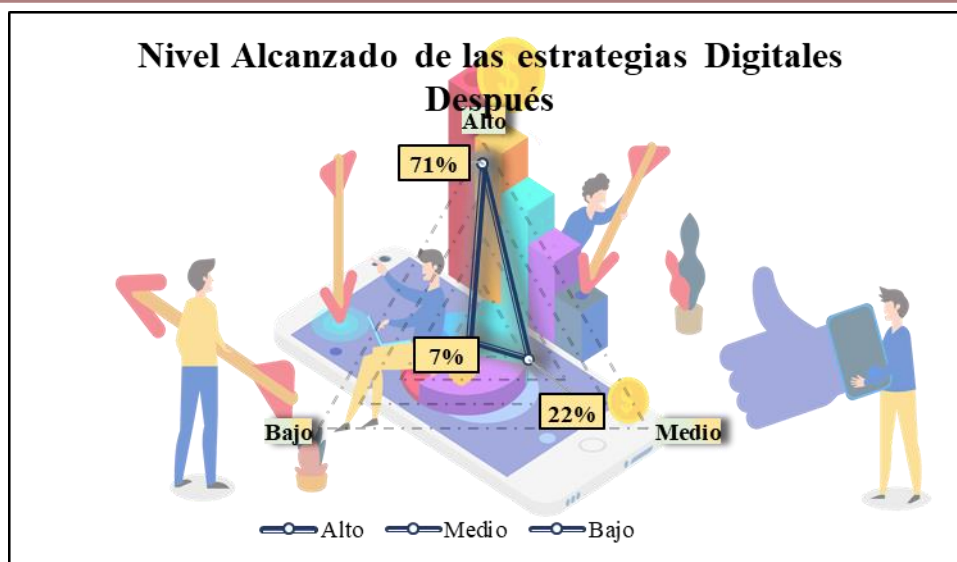 Nivel Alcanzado de las estrategias Digitales
Después
Alto
71%
7%
22%
Bajo
Medio
Alto Medio Bajo